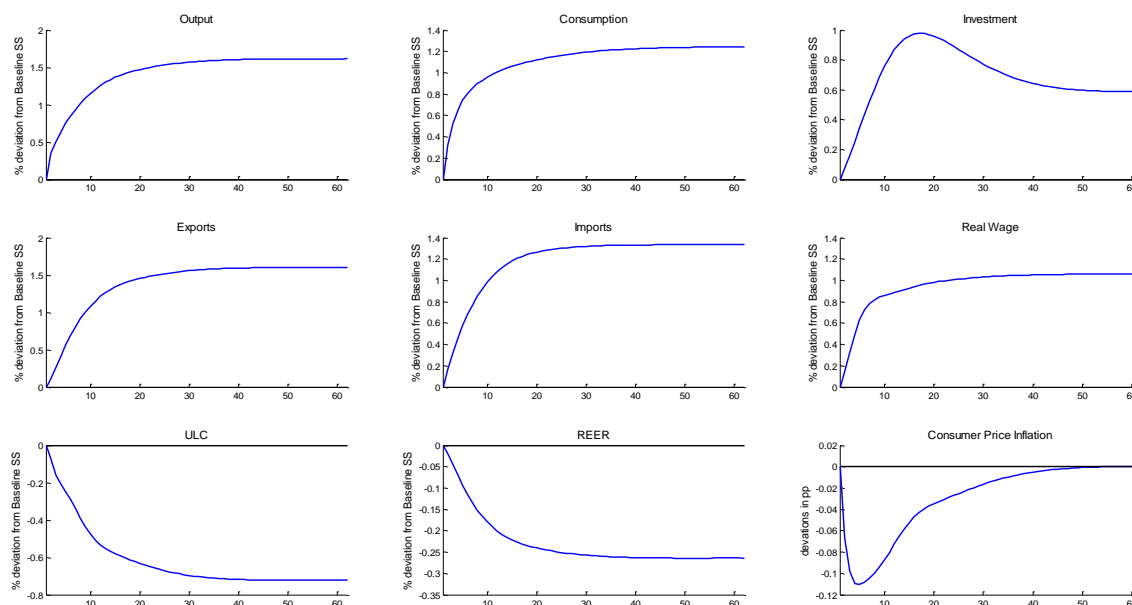 Output
Consumption
Investment
% deviation from Baseline SS
2
1.5
1
0.5
0
10 20 30 40 50 60
% deviation from Baseline SS
1.4
1.2
1
0.8
0.6
0.4
0.2
0
10 20 30 40 50 60
% deviation from Baseline SS
1
0.8
0.6
0.4
0.2
0
10 20 30 40 50
Exports
Imports
Real Wage
% deviation from Baseline SS
2
1.5
1
0.5
0
10 20 30 40 50 60
% deviation from Baseline SS
1.4
1.2
1
0.8
0.6
0.4
0.2
0
10 20 30 40 50 60
% deviation from Baseline SS
1.4
1.2
1
0.8
0.6
0.4
0.2
0
10 20 30 40 50
ULC
REER
Consumer Price Inflation
% deviation from Baseline SS
0
-0.2
-0.4
-0.6
-0.8
10 20 30 40 50 60
% deviation from Baseline SS
0
-0.05
-0.1
-0.15
-0.2
-0.25
-0.3
-0.35
10 20 30 40 50 60
devations in pp
0.02
0
-0.02
-0.04
-0.06
-0.08
-0.1
-0.12
10 20 30 40 50